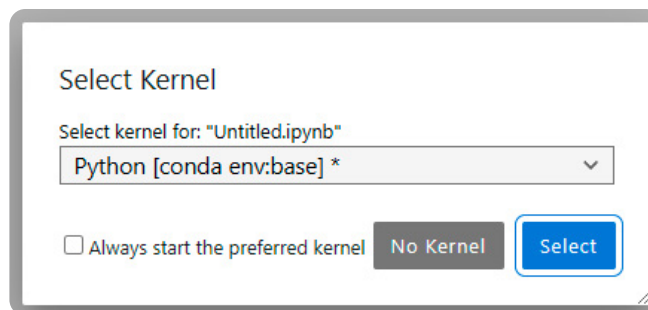 Select Kernel
Select kernel for: "Untitled.ipynb"
Python [conda env:base] *
Always start the preferred kernel No Kernel Select